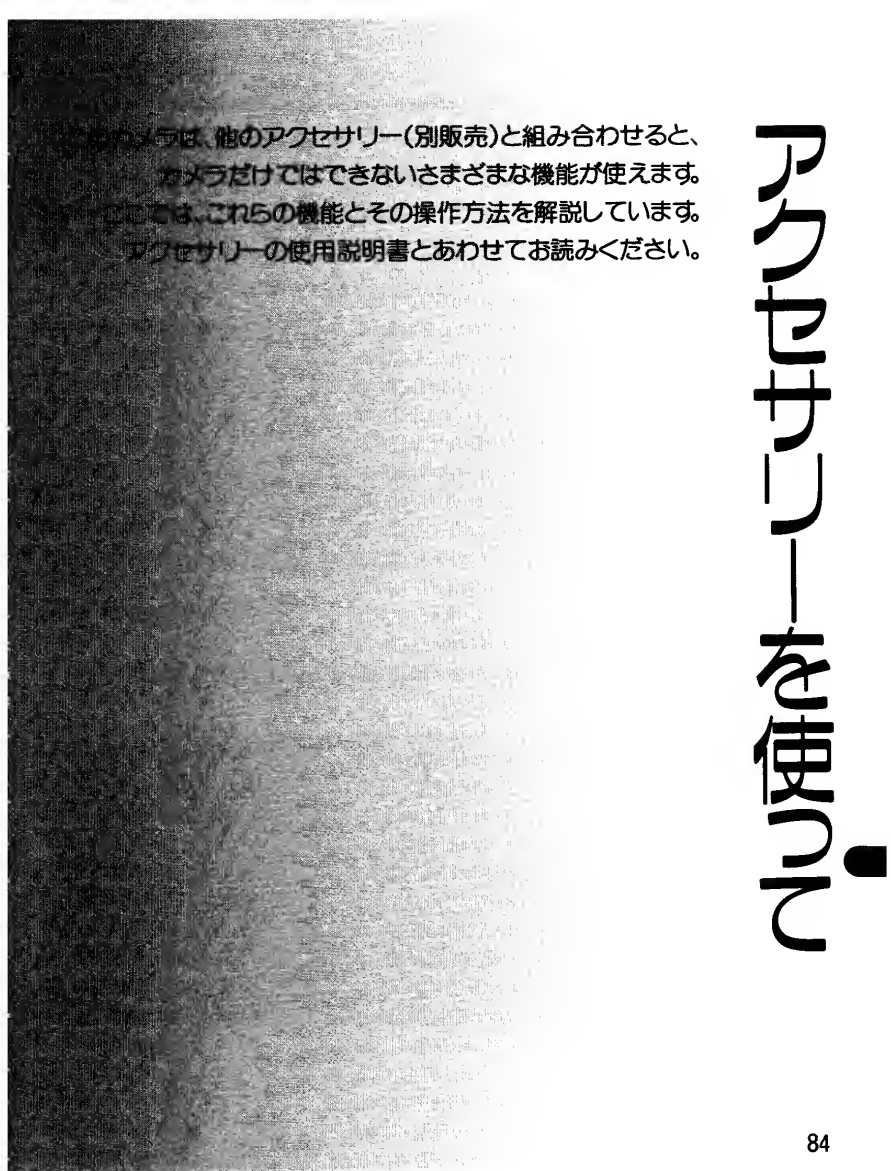 アクセサリーを使って
このカメラは、他のアクセサリー(別販売)と組み合わせると、
カメラだけではできないさまざまな機能が使えます。
ここでは、これらの機能とその操作方法を解説しています。
アクセサリーの使用説明書とあわせてお読みください。
84